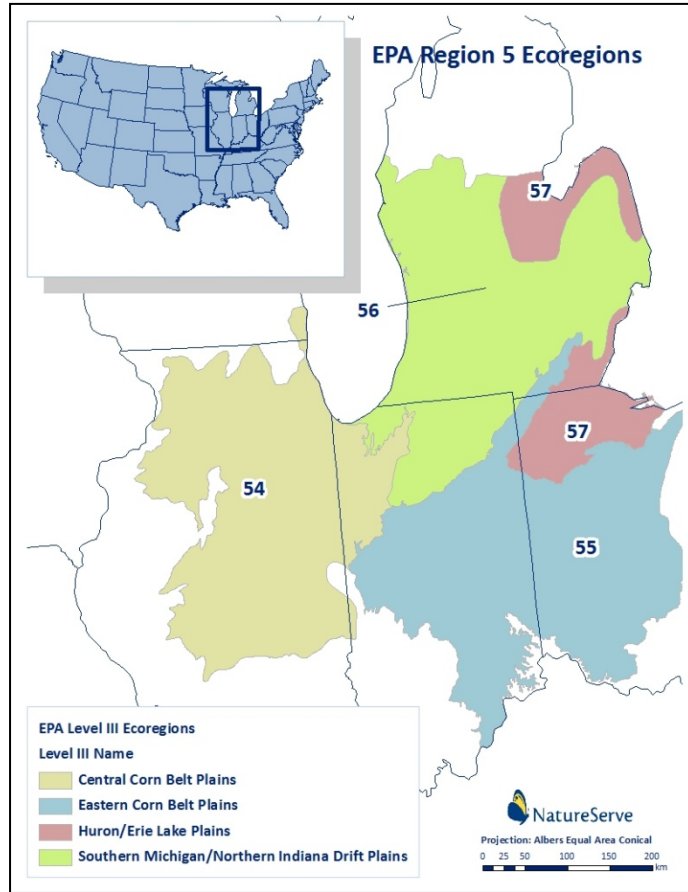 EPA Region 5 Ecoregions
57
56
54
57
55
EPA Level III Ecoregions
Level III Name
Central Corn Belt Plains
Eastern Corn Belt Plains
Huron/Erie Lake Plains
Southern Michigan/Northern Indiana Drift Plains
NatureServe
Projection: Albers Equal Area Conical
0 25 50 100 150 200
km